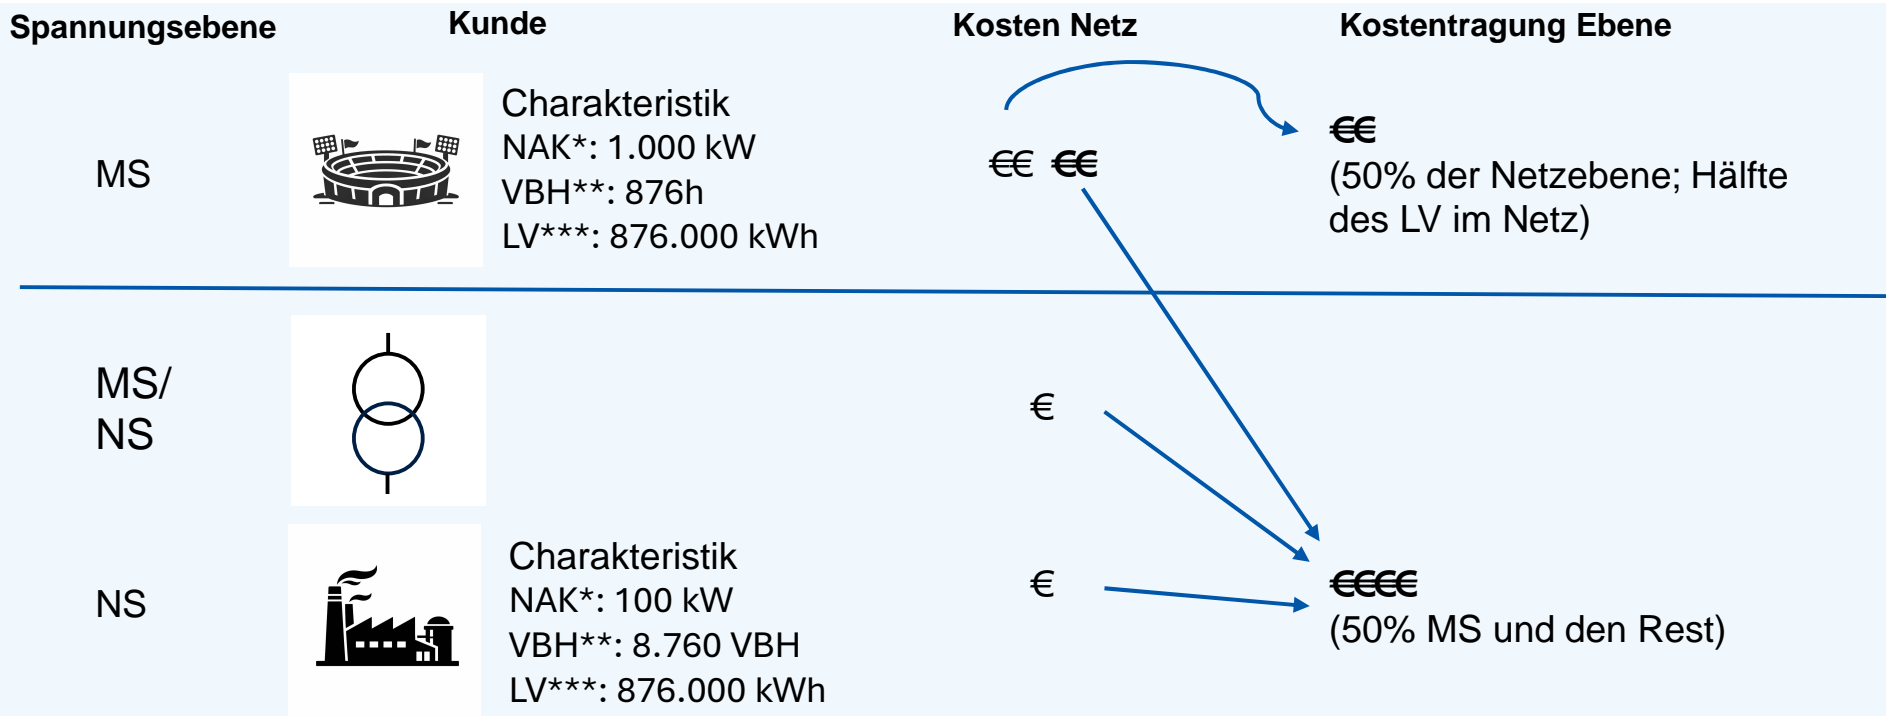 Spannungsebene Kunde Kosten Netz Kostentragung Ebene
MS
Charakteristik
NAK*: 1.000 kW
VBH**: 876h
LV***: 876.000 kWh
€€ €€
€€
(50% der Netzebene; Hälfte
des LV im Netz)
MS/
NS
€
NS
Charakteristik
NAK*: 100 kW
VBH**: 8.760 VBH
LV***: 876.000 kWh
€
€€€€
(50% MS und den Rest)